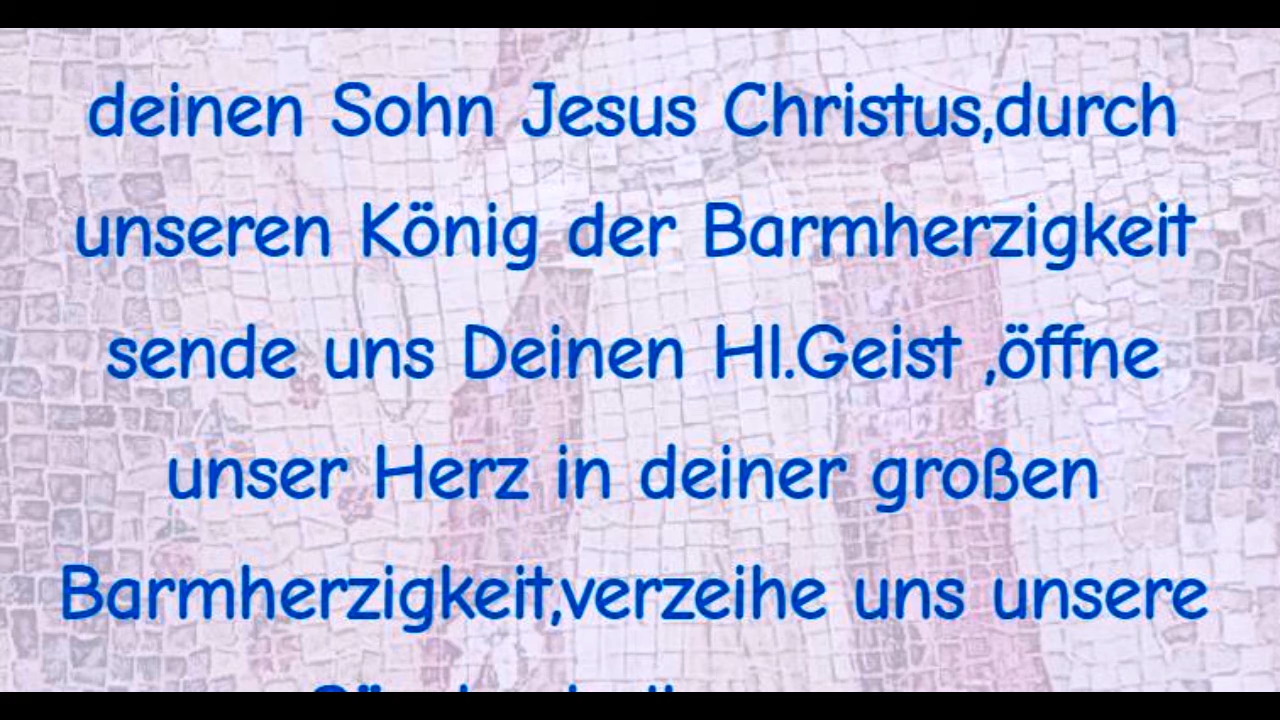 deinen Sohn Jesus Christus,durch
unseren König der Barmherzigkeit
sende uns Deinen Hl.Geist ,öffne
unser Herz in deiner großen
Barmherzigkeit,verzeihe uns unsere